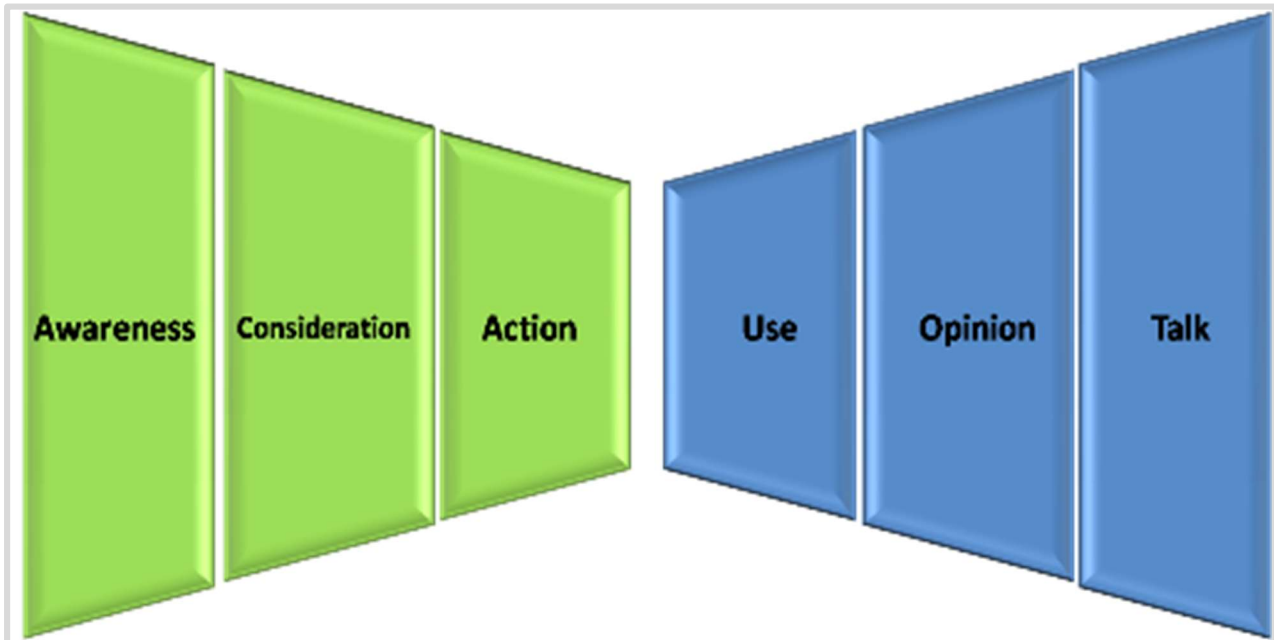 Awareness
Consideration
Action
Use
Opinion
Talk